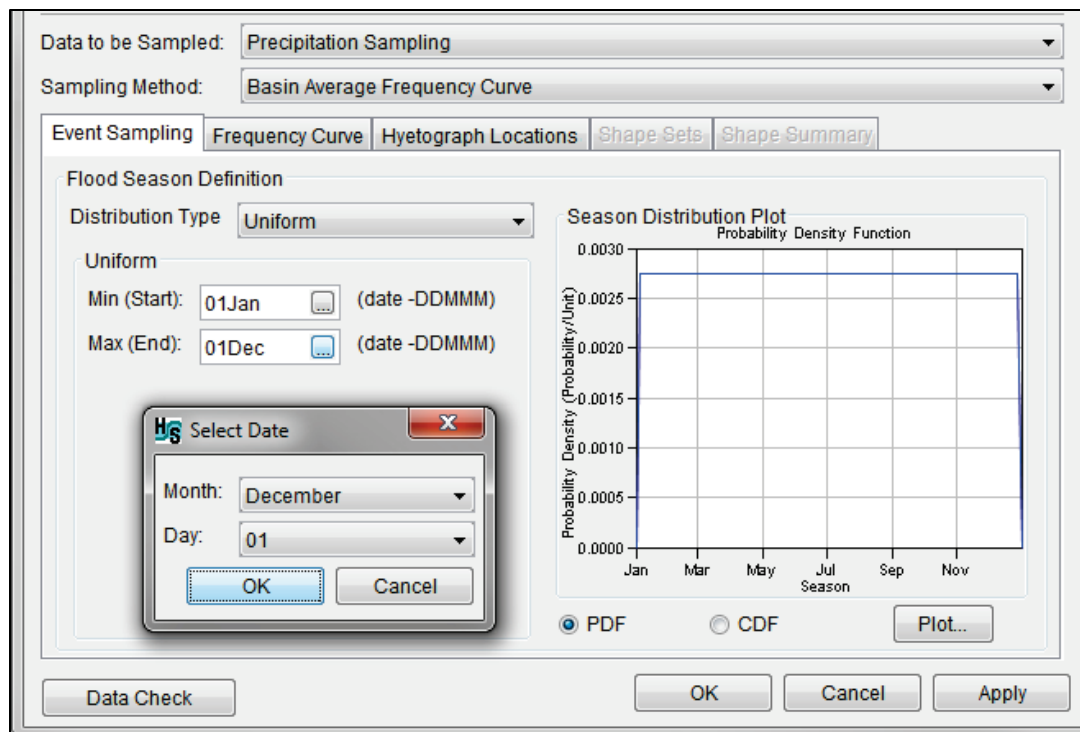 Data to be Sampled: Precipitation Sampling
Sampling Method: Basin Average Frequency Curve
Event Sampling Frequency Curve Hyetograph Locations Shape Sets Shape Summary
Flood Season Definition
Distribution Type Uniform
Uniform
Min (Start): 01Jan ... (date -DDMMM)
Max (End): 01Dec ... (date -DDMMM)
HS Select Date
Month: December
Day: 01
OK Cancel
Season Distribution Plot
Probability Density Function
Probability Density (Probability/Unit)
0.0030
0.0025
0.0020
0.0015
0.0010
0.0005
0.0000
Jan Mar May Jul Sep Nov
Season
PDF CDF Plot...
Data Check OK Cancel Apply